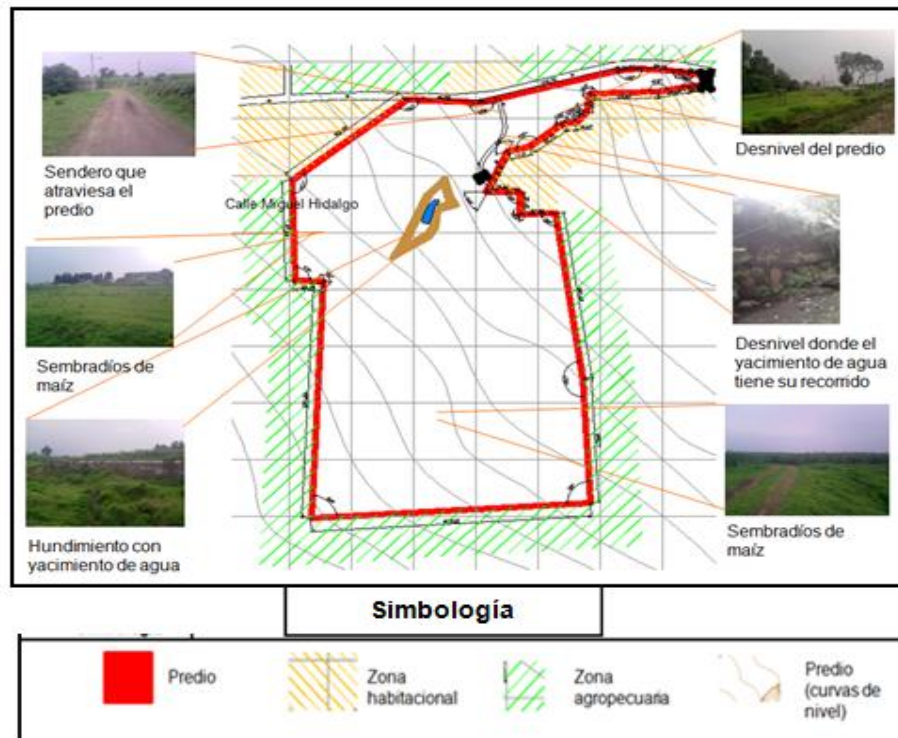 Sendero que
atraviesa el
predio
Desnivel del predio
Calle Miguel Hidalgo
Sembradíos de
maíz
Desnivel donde el
yacimiento de agua
tiene su recorrido
Hundimiento con
yacimiento de agua
Sembradíos de
maíz
Simbología
Predio
Zona
habitacional
Zona
agropecuaria
Predio
(curvas de
nivel)